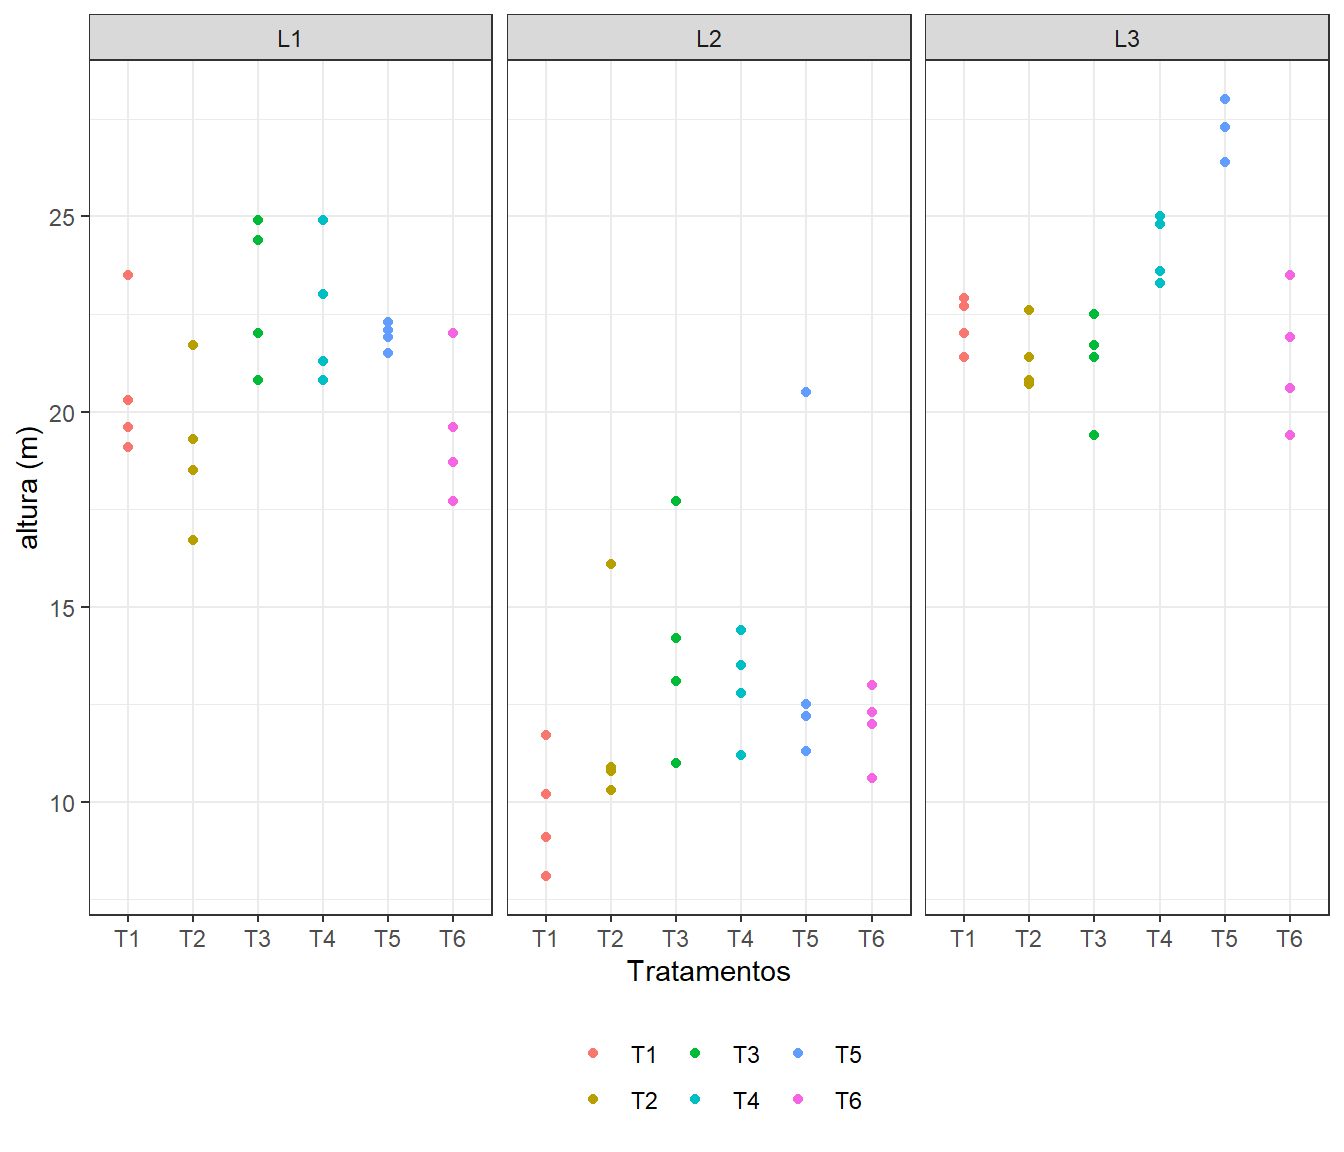 L1 L2 L3
25
20
15
10
altura (m)
T1 T2 T3 T4 T5 T6 T1 T2 T3 T4 T5 T6 T1 T2 T3 T4 T5 T6
Tratamentos
T1 T3 T5
T2 T4 T6